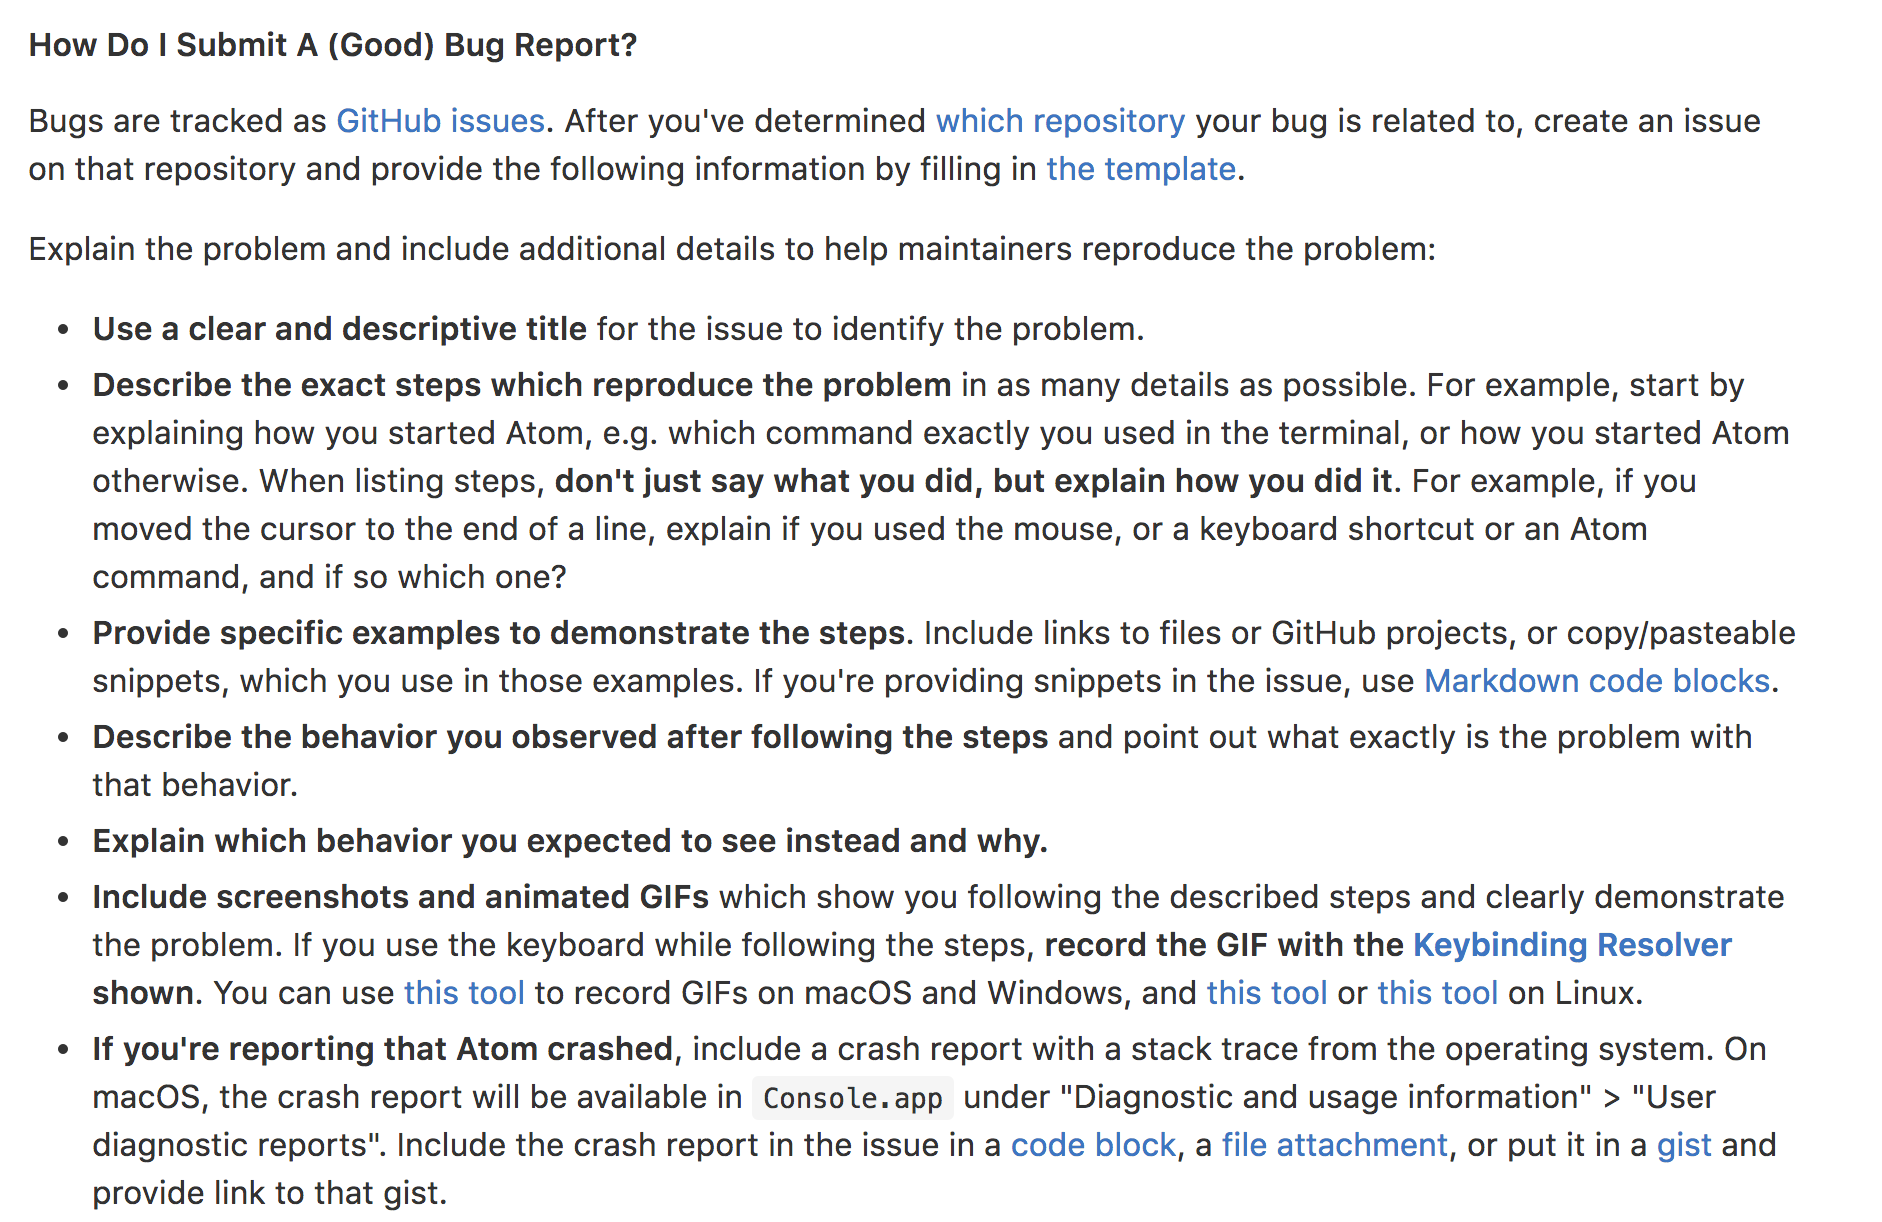 How Do I Submit A (Good) Bug Report?
Bugs are tracked as GitHub issues. After you've determined which repository your bug is related to, create an issue
on that repository and provide the following information by filling in the template.
Explain the problem and include additional details to help maintainers reproduce the problem:
• Use a clear and descriptive title for the issue to identify the problem.
• Describe the exact steps which reproduce the problem in as many details as possible. For example, start by
explaining how you started Atom, e.g. which command exactly you used in the terminal, or how you started Atom
otherwise. When listing steps, don't just say what you did, but explain how you did it. For example, if you
moved the cursor to the end of a line, explain if you used the mouse, or a keyboard shortcut or an Atom
command, and if so which one?
• Provide specific examples to demonstrate the steps. Include links to files or GitHub projects, or copy/pasteable
snippets, which you use in those examples. If you're providing snippets in the issue, use Markdown code blocks.
• Describe the behavior you observed after following the steps and point out what exactly is the problem with
that behavior.
• Explain which behavior you expected to see instead and why.
• Include screenshots and animated GIFs which show you following the described steps and clearly demonstrate
the problem. If you use the keyboard while following the steps, record the GIF with the Keybinding Resolver
shown. You can use this tool to record GIFs on macOS and Windows, and this tool or this tool on Linux.
• If you're reporting that Atom crashed, include a crash report with a stack trace from the operating system. On
macOS, the crash report will be available in Console.app under "Diagnostic and usage information" > "User
diagnostic reports". Include the crash report in the issue in a code block, a file attachment, or put it in a gist and
provide link to that gist.